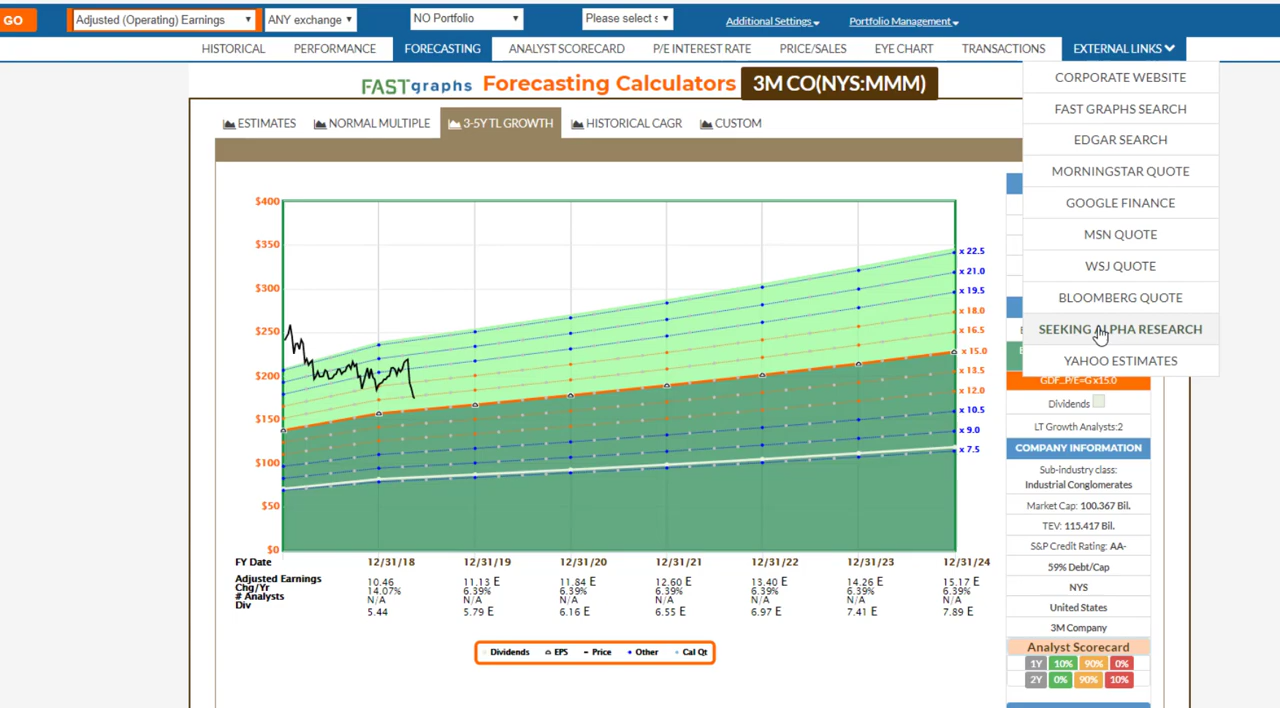 GO Adjusted (Operating) Earnings ANY exchange NO Portfolio Please select s Additional Settings Portfolio Management
HISTORICAL PERFORMANCE FORECASTING ANALYST SCORECARD P/E INTEREST RATE PRICE/SALES EYE CHART TRANSACTIONS EXTERNAL LINKS
CORPORATE WEBSITE
FAST GRAPHS SEARCH
EDGAR SEARCH
MORNINGSTAR QUOTE
GOOGLE FINANCE
MSN QUOTE
WSJ QUOTE
BLOOMBERG QUOTE
SEEKING ALPHA RESEARCH
YAHOO ESTIMATES
FASTgraphs Forecasting Calculators 3M CO(NYS:MMM)
ESTIMATES NORMAL MULTIPLE 3-5Y TL GROWTH HISTORICAL CAGR CUSTOM
$400
$350
$300
$250
$200
$150
$100
$50
$0
x 22.5
x 21.0
x 19.5
x 18.0
x 16.5
x 15.0
x 13.5
x 12.0
x 10.5
x 9.0
x 7.5
FY Date 12/31/18 12/31/19 12/31/20 12/31/21 12/31/22 12/31/23 12/31/24
Adjusted Earnings 10.46 11.13 E 11.84 E 12.60 E 13.40 E 14.26 E 15.17 E
Chg/Yr 14.07% 6.39% 6.39% 6.39% 6.39% 6.39% 6.39%
# Analysts N/A N/A N/A N/A N/A N/A N/A
Div 5.44 5.79 E 6.16 E 6.55 E 6.97 E 7.41 E 7.89 E
Dividends EPS Price Other Cal Qt
GDF...P/E=G x15.0
Dividends
LT Growth Analysts:2
COMPANY INFORMATION
Sub-industry class:
Industrial Conglomerates
Market Cap: 100.367 Bil.
TEV: 115.417 Bil.
S&P Credit Rating: AA-
59% Debt/Cap
NYS
United States
3M Company
Analyst Scorecard
1Y 10% 90% 0%
2Y 0% 90% 10%